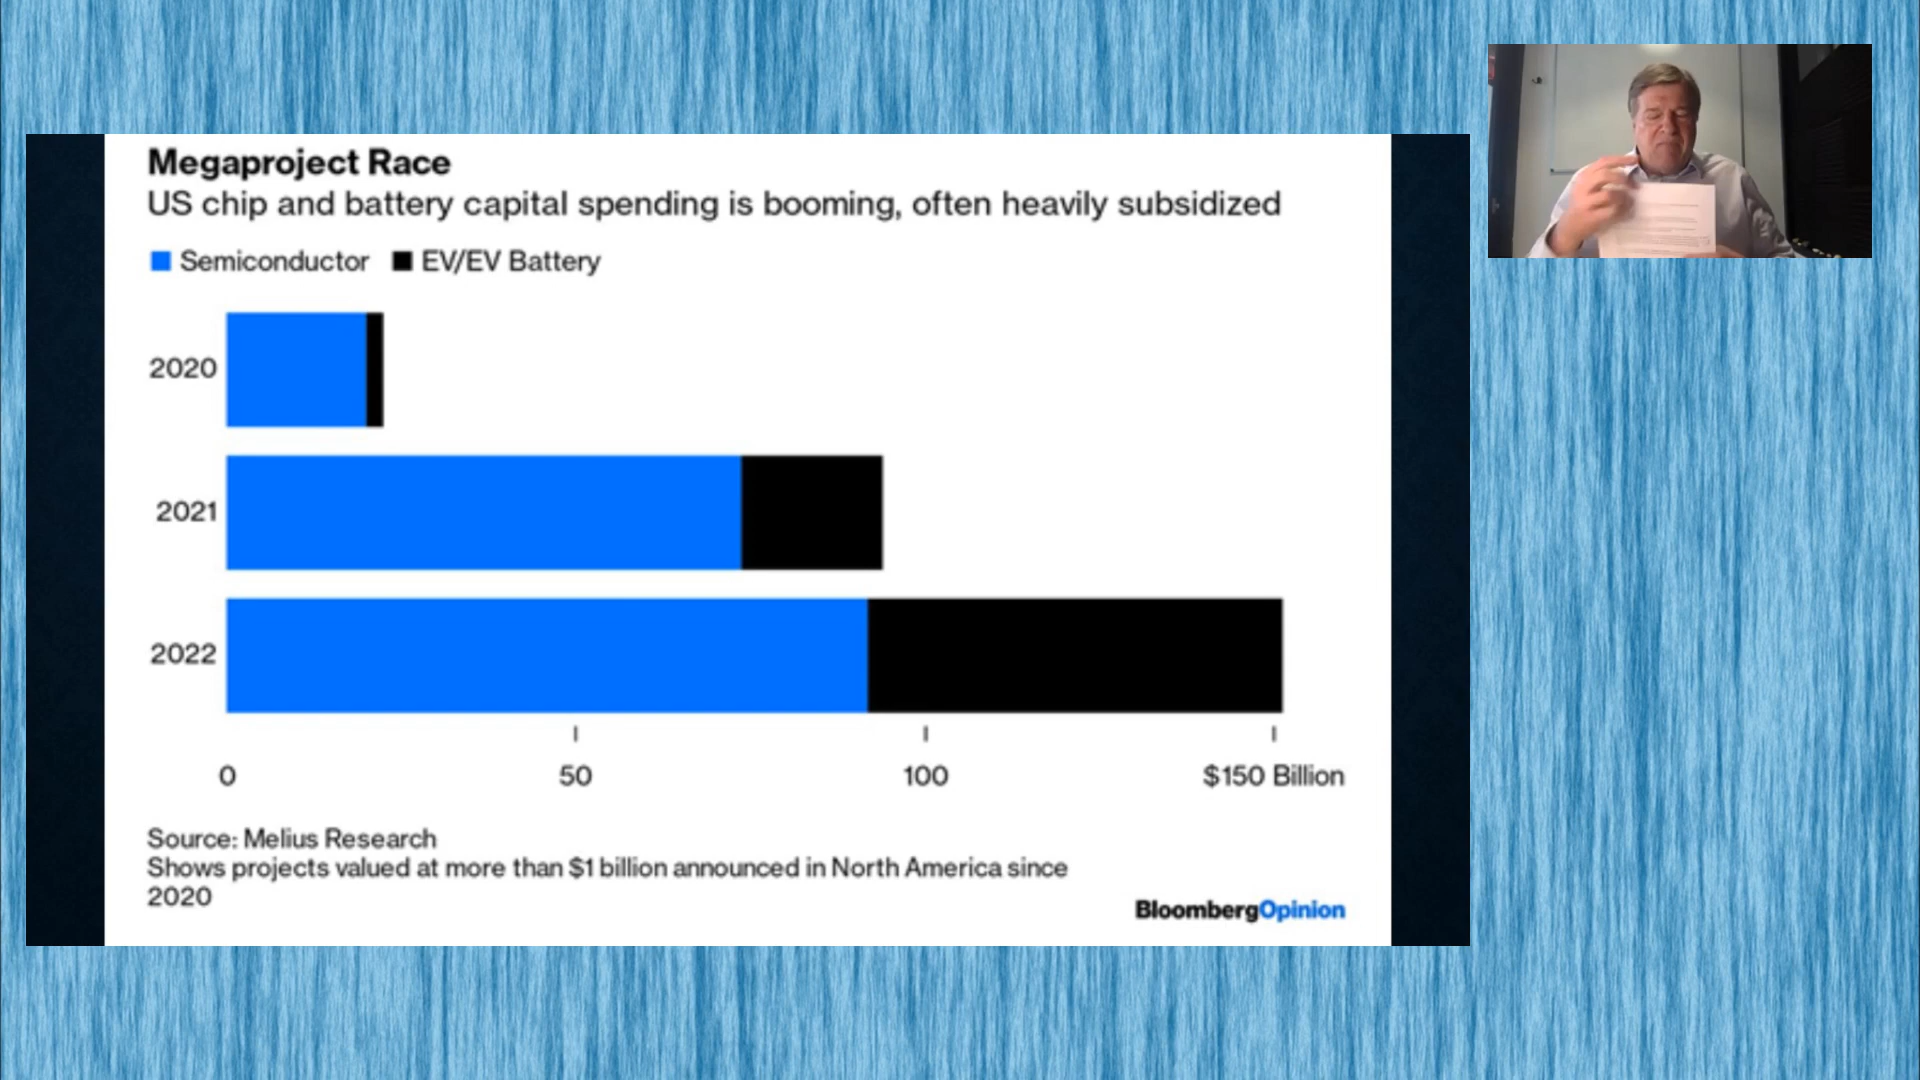 Megaproject Race
US chip and battery capital spending is booming, often heavily subsidized
Semiconductor EV/EV Battery
2020
2021
2022
0 50 100 $150 Billion
Source: Melius Research
Shows projects valued at more than $1 billion announced in North America since
2020
BloombergOpinion